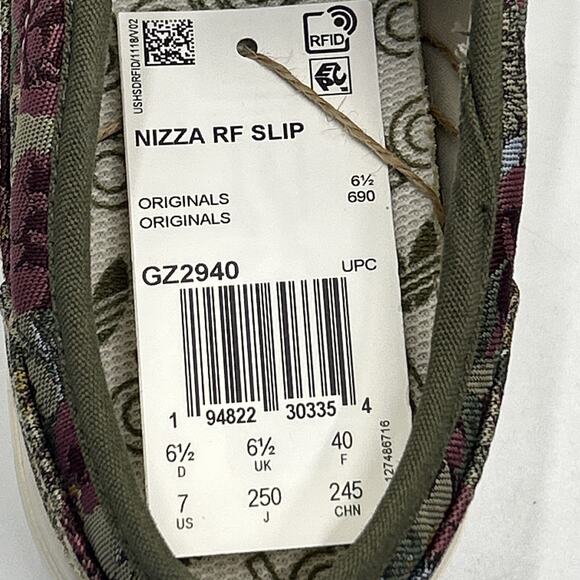 USHSDRFID/1118/V02
RFID
EPC
NIZZA RF SLIP
ORIGINALS 6½
ORIGINALS 690
GZ2940 UPC
1 94822 30335 4
6½ 6½ 40
D UK F
7 250 245
US J CHN
127486716